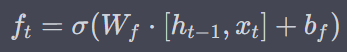 f_t = σ(W_f · [h_{t−1}, x_t] + b_f)